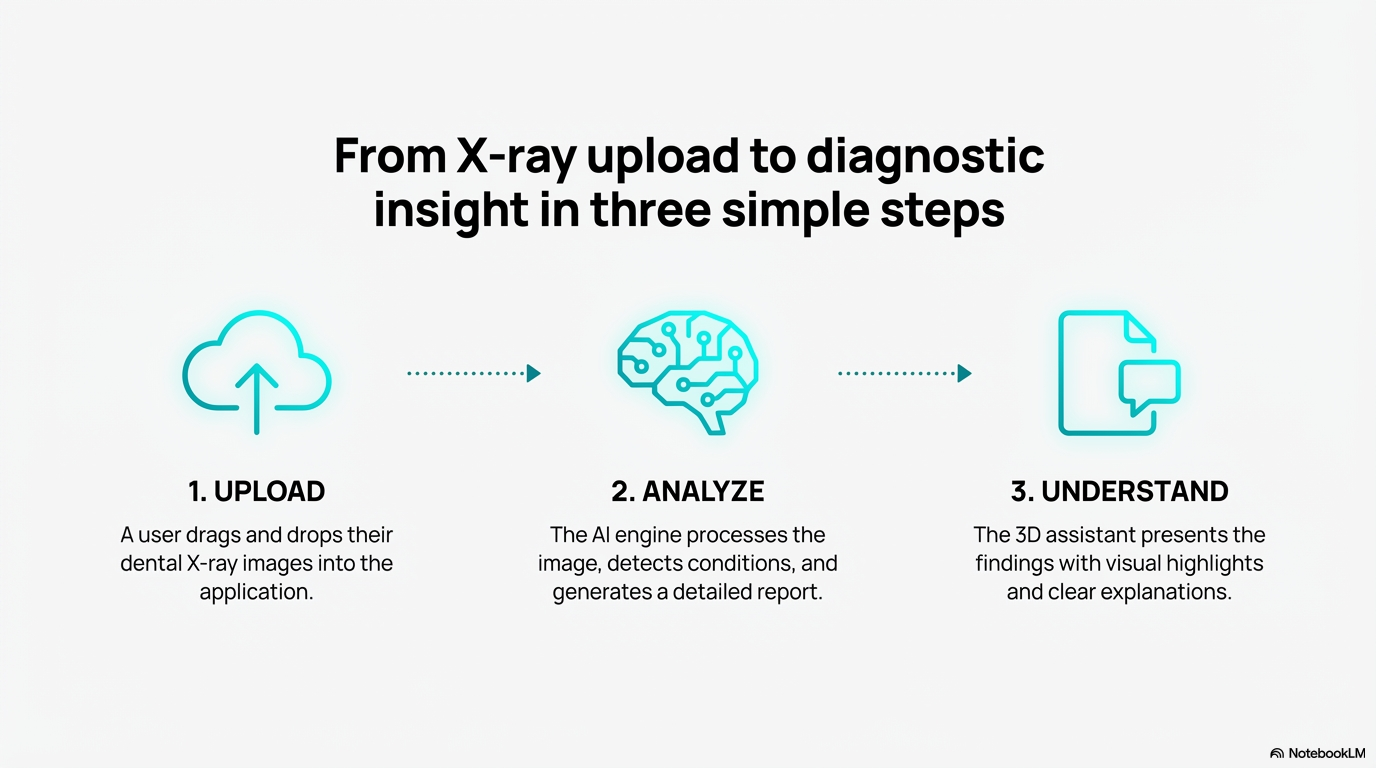 From X-ray upload to diagnostic
insight in three simple steps
1. UPLOAD
A user drags and drops their
dental X-ray images into the
application.
2. ANALYZE
The AI engine processes the
image, detects conditions, and
generates a detailed report.
3. UNDERSTAND
The 3D assistant presents the
findings with visual highlights
and clear explanations.
NotebookLM